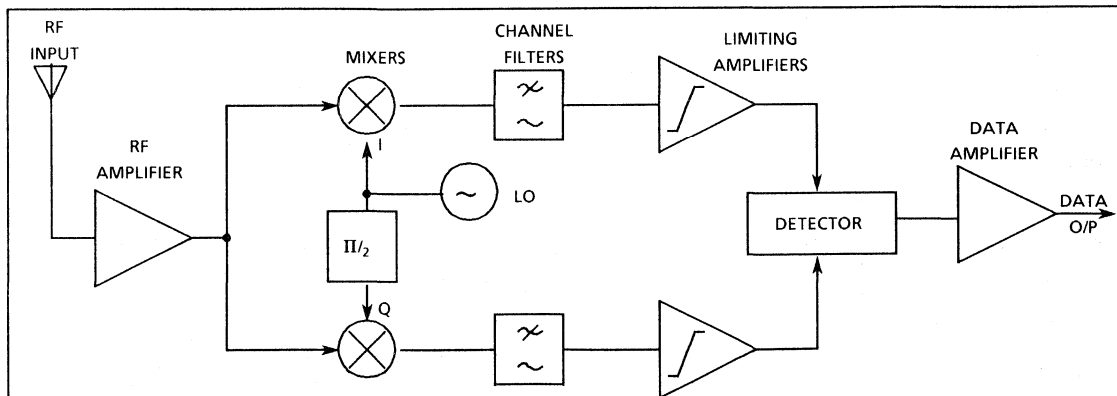 RF
INPUT
RF
AMPLIFIER
MIXERS
I
Π/2
Q
~
LO
CHANNEL
FILTERS
LIMITING
AMPLIFIERS
DETECTOR
DATA
AMPLIFIER
DATA
O/P